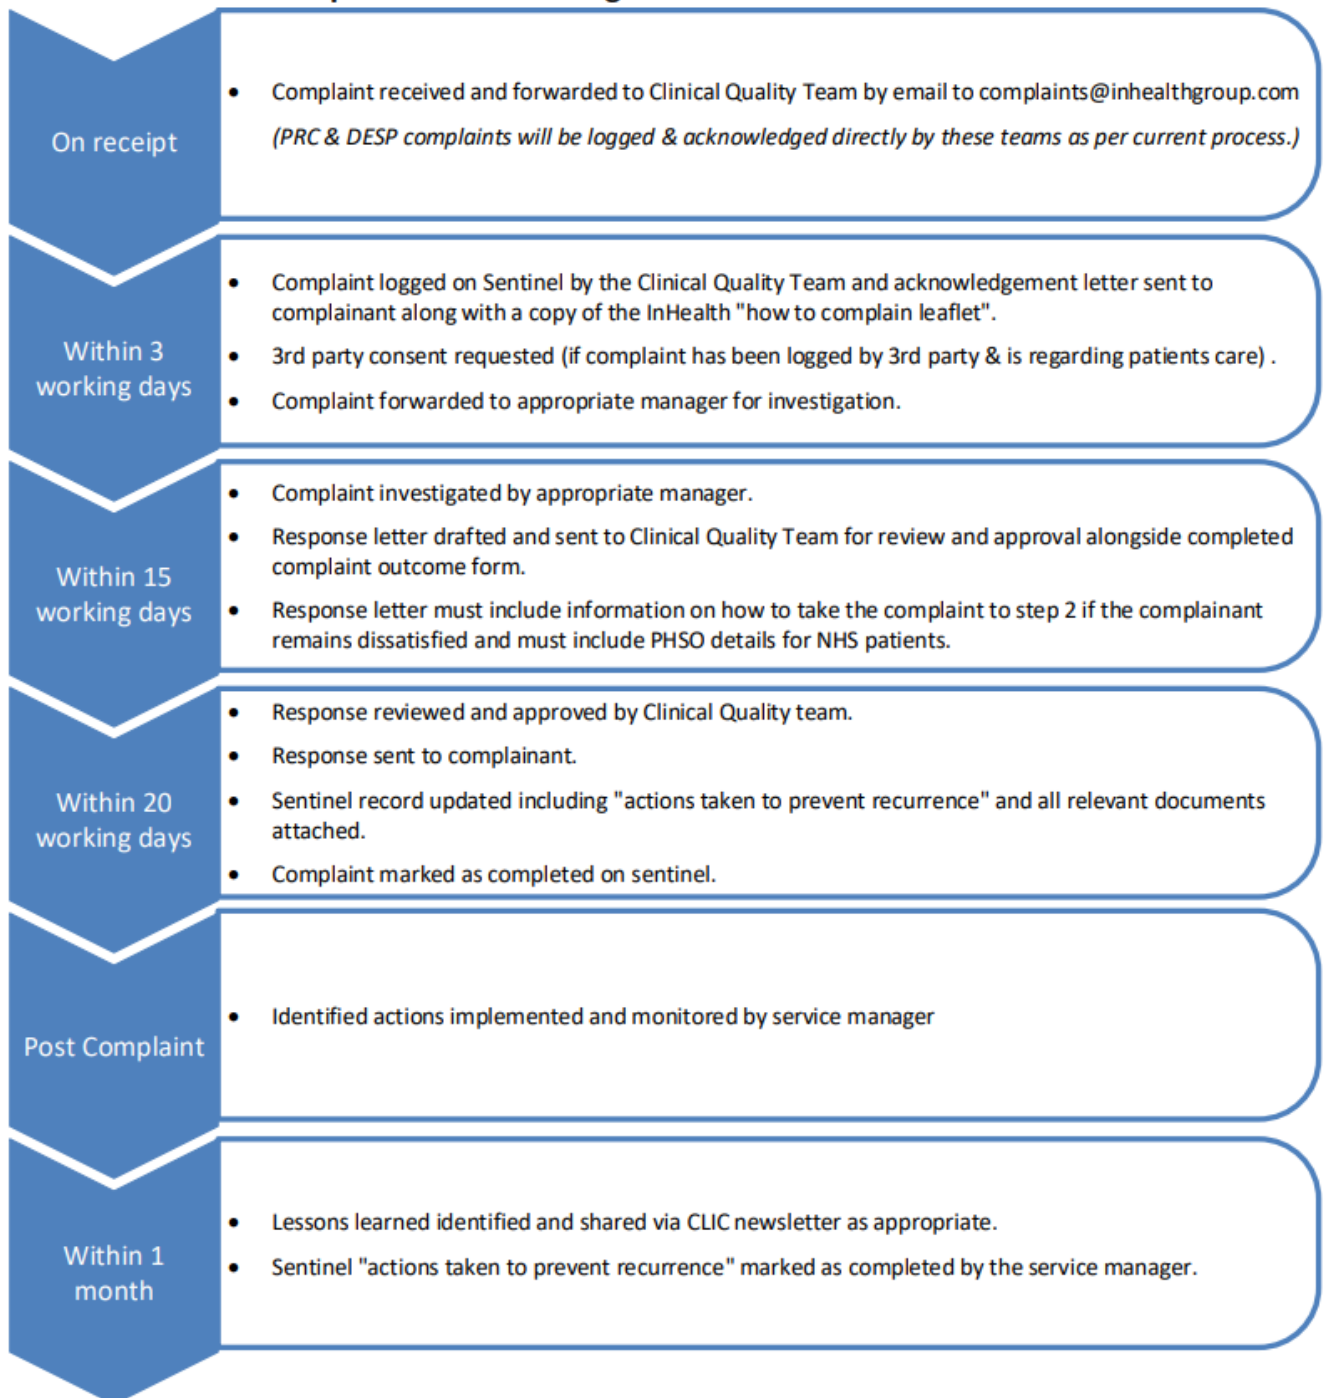 On receipt
• Complaint received and forwarded to Clinical Quality Team by email to complaints@inhealthgroup.com
(PRC & DESP complaints will be logged & acknowledged directly by these teams as per current process.)
Within 3
working days
• Complaint logged on Sentinel by the Clinical Quality Team and acknowledgement letter sent to
complainant along with a copy of the InHealth "how to complain leaflet".
• 3rd party consent requested (if complaint has been logged by 3rd party & is regarding patients care) .
• Complaint forwarded to appropriate manager for investigation.
Within 15
working days
• Complaint investigated by appropriate manager.
• Response letter drafted and sent to Clinical Quality Team for review and approval alongside completed
complaint outcome form.
• Response letter must include information on how to take the complaint to step 2 if the complainant
remains dissatisfied and must include PHSO details for NHS patients.
Within 20
working days
• Response reviewed and approved by Clinical Quality team.
• Response sent to complainant.
• Sentinel record updated including "actions taken to prevent recurrence" and all relevant documents
attached.
• Complaint marked as completed on sentinel.
Post Complaint
• Identified actions implemented and monitored by service manager
Within 1
month
• Lessons learned identified and shared via CLIC newsletter as appropriate.
• Sentinel "actions taken to prevent recurrence" marked as completed by the service manager.